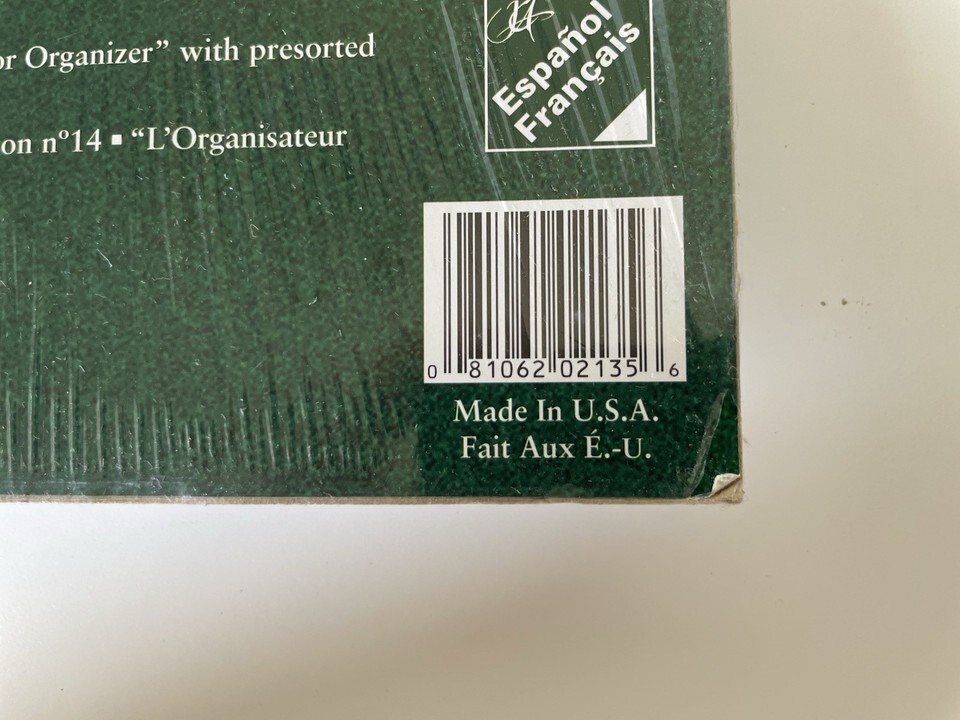 or Organizer” with presorted
on nº14 ▪ “L’Organisateur
Español
Français
0 81062 02135 6
Made In U.S.A.
Fait Aux É.-U.